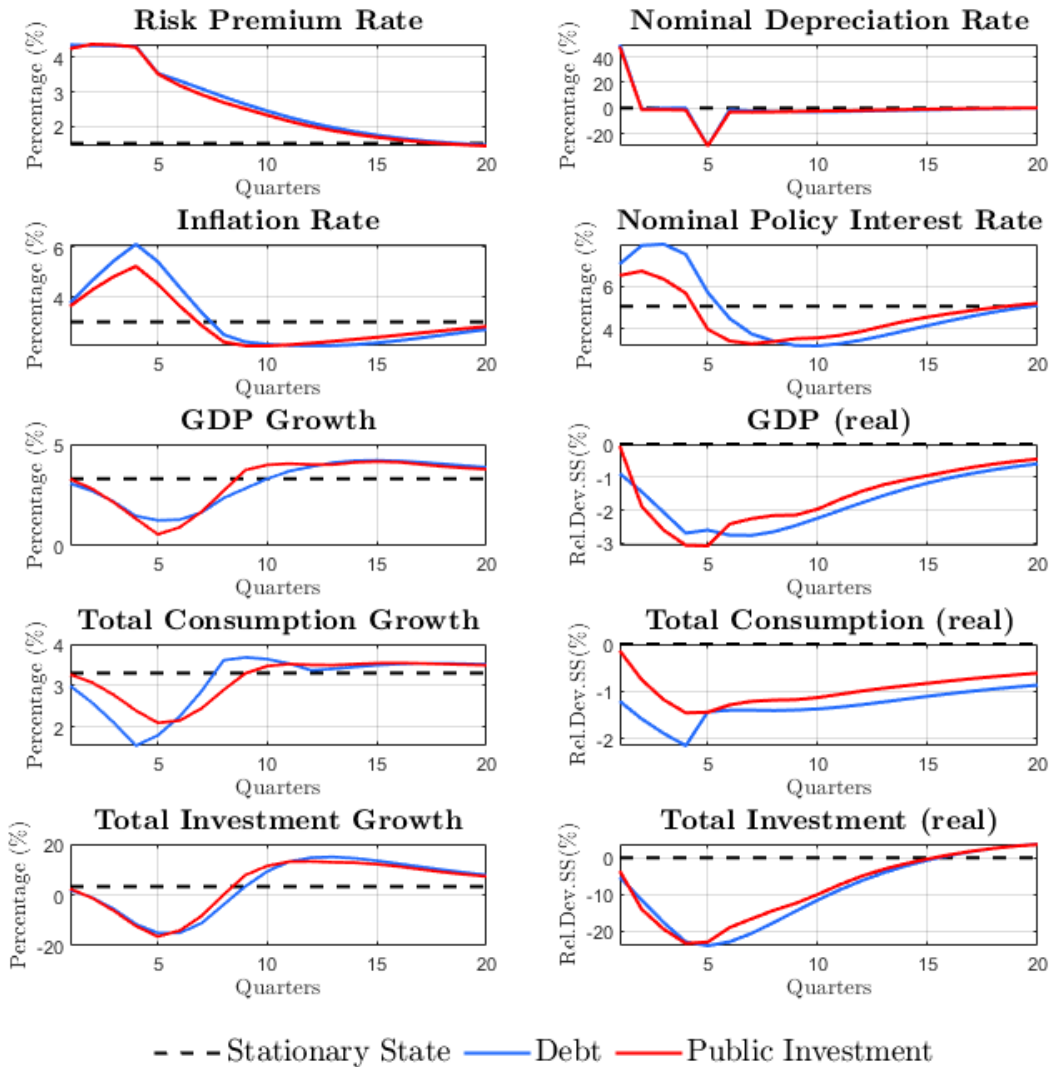 Risk Premium Rate
Percentage (%)
4
3
2
5
10
15
20
Quarters
Nominal Depreciation Rate
Percentage (%)
40
20
0
-20
5
10
15
20
Quarters
Inflation Rate
Percentage (%)
6
4
5
10
15
20
Quarters
Nominal Policy Interest Rate
Percentage (%)
6
4
5
10
15
20
Quarters
GDP Growth
Percentage (%)
5
0
5
10
15
20
Quarters
GDP (real)
Rel.Dev.SS(%)
0
-1
-2
-3
5
10
15
20
Quarters
Total Consumption Growth
Percentage (%)
4
3
2
5
10
15
20
Quarters
Total Consumption (real)
Rel.Dev.SS(%)
0
-1
-2
5
10
15
20
Quarters
Total Investment Growth
Percentage (%)
20
0
-20
5
10
15
20
Quarters
Total Investment (real)
Rel.Dev.SS(%)
0
-10
-20
5
10
15
20
Quarters
Stationary State Debt Public Investment